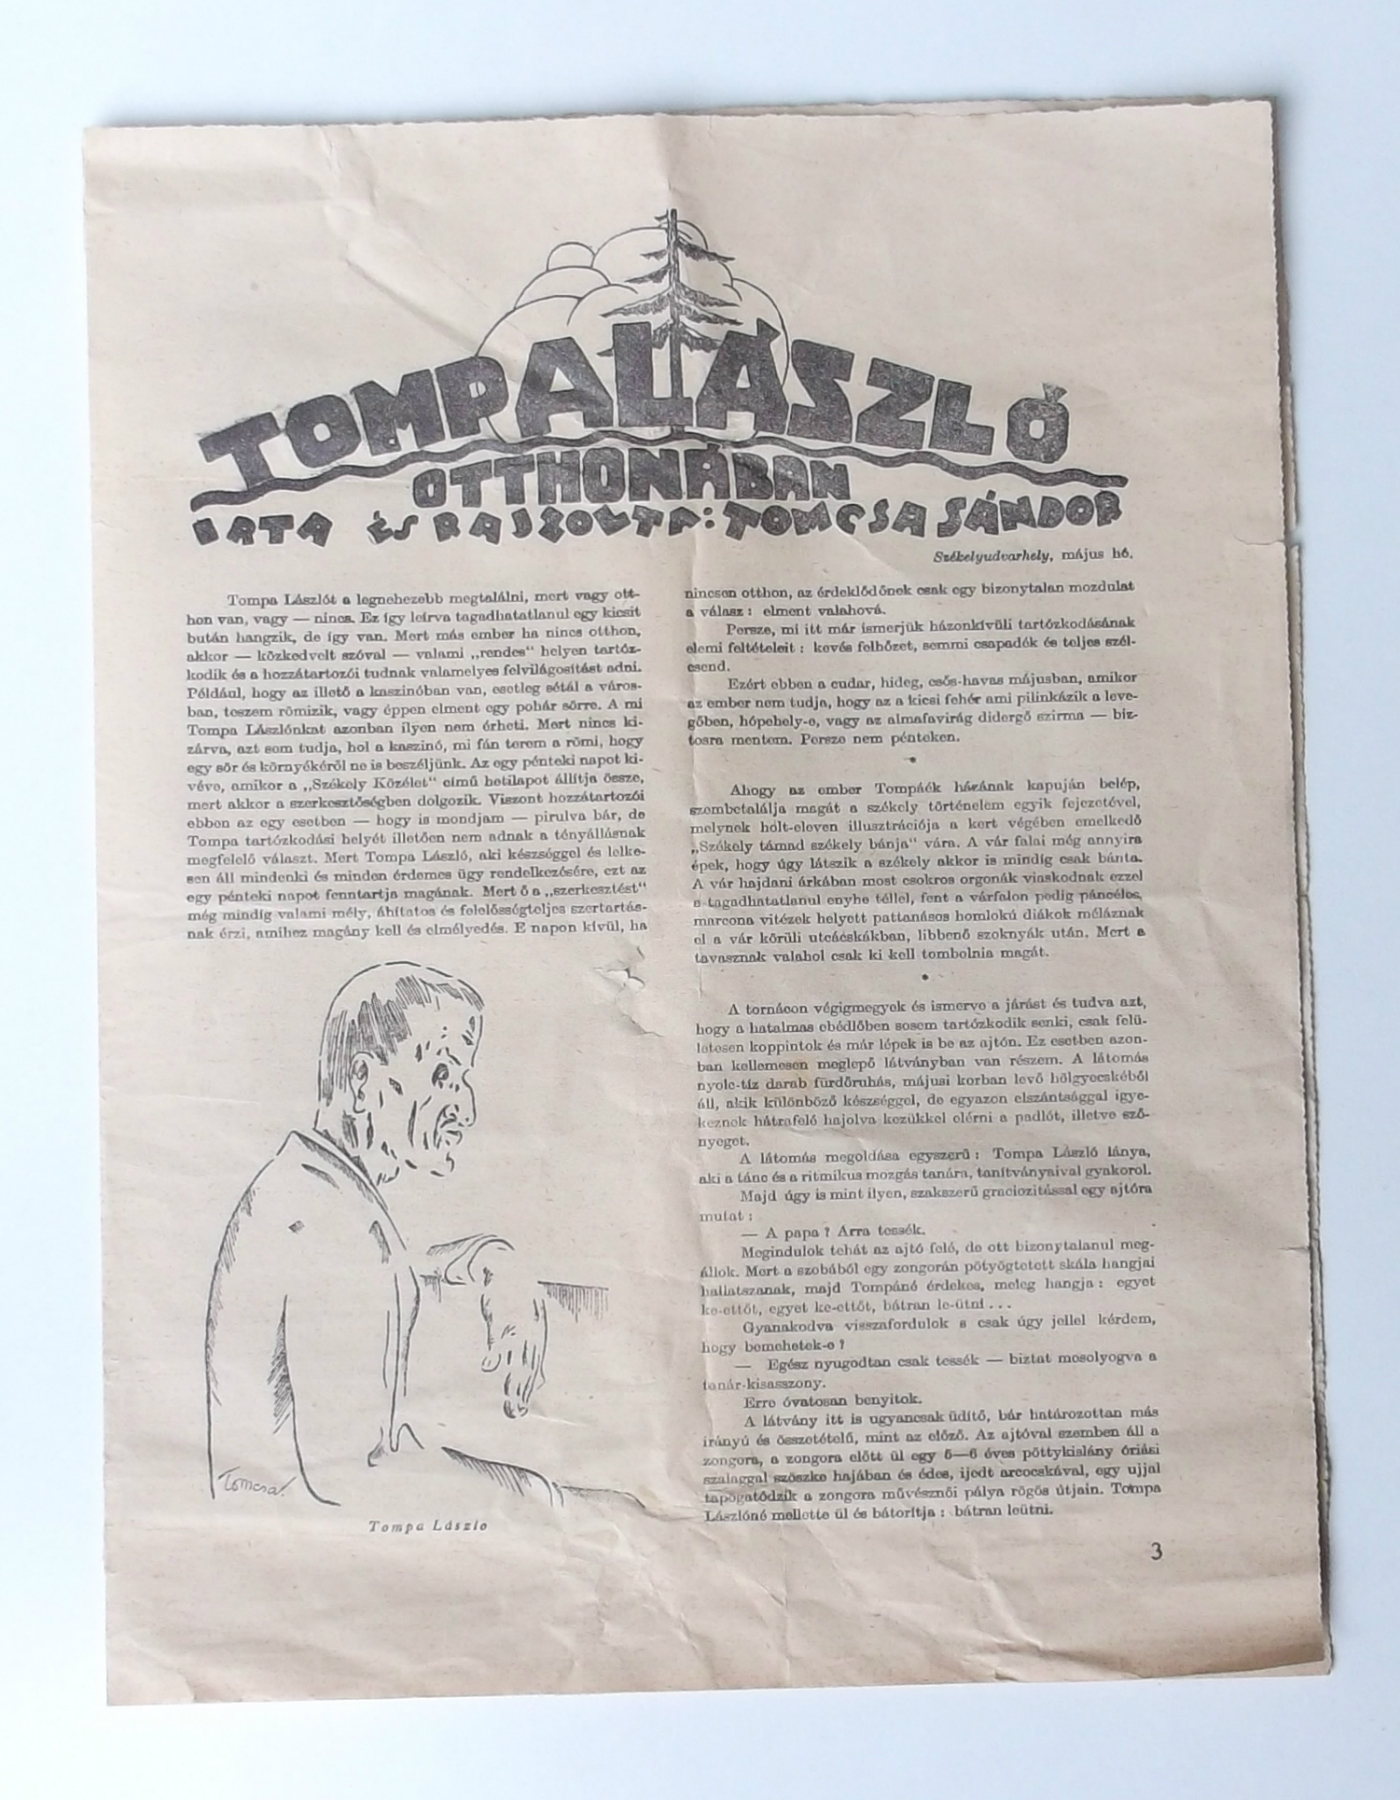 TOMPA LÁSZLÓ
OTTHONÁBAN
IRTA ÉS RAJZOLTA: TOMCSA SÁNDOR
Székelyudvarhely, május hó.
Tompa Lászlót a legnehezebb megtalálni, mert vagy ott-
hon van, vagy — nincs. Ez így leírva tagadhatatlanul egy kicsit
bután hangzik, de így van. Mert más ember ha nincs otthon,
akkor — közkedvelt szóval — valami „rendes“ helyen tartóz-
kodik és a hozzátartozói tudnak valamelyes felvilágosítást adni.
Például, hogy az illető a kaszinóban van, esetleg sétál a város-
ban, teszem römizik, vagy éppen elment egy pohár sörre. A mi
Tompa Lászlónkat azonban ilyen nem érheti. Mert nincs ki-
zárva, azt sem tudja, hol a kaszinó, mi fán terem a römi, hogy
egy sör és környékéről ne is beszéljünk. Az egy pénteki napot ki-
véve, amikor a „Székely Közélet“ című hetilapot állítja össze,
mert akkor a szerkesztőségben dolgozik. Viszont hozzátartozói
ebben az egy esetben — hogy is mondjam — pirulva bár, de
Tompa tartózkodási helyét illetően nem adnak a tényállásnak
megfelelő választ. Mert Tompa László, aki készséggel és lelke-
sen áll mindenki és minden érdemes ügy rendelkezésére, ezt az
egy pénteki napot fenntartja magának. Mert ő a „szerkesztést“
még mindig valami mély, áhítatos és felelősségteljes szertartás-
nak érzi, amihez magány kell és elmélyedés. E napon kívül, ha
Tomcsa.
Tompa László
nincsen otthon, az érdeklődőnek csak egy bizonytalan mozdulat
a válasz : elment valahová.
Persze, mi itt már ismerjük házonkívüli tartózkodásának
elemi feltételeit : kevés felhőzet, semmi csapadék és teljes szél-
csend.
Ezért ebben a cudar, hideg, esős-havas májusban, amikor
az ember nem tudja, hogy az a kicsi fehér ami pilinkázik a leve-
gőben, hópehely-e, vagy az almafavirág didergő szirma — biz-
tosra mentem. Persze nem pénteken.
Ahogy az ember Tompáék házának kapuján belép,
szembetalálja magát a székely történelem egyik fejezetével,
melynek holt-eleven illusztrációja a kert végében emelkedő
„Székely támad székely bánja“ vára. A vár falai még annyira
épek, hogy úgy látszik a székely akkor is mindig csak bánta.
A vár hajdani árkában most csokros orgonák viaskodnak ezzel
a tagadhatatlanul enyhe téllel, fent a várfalon pedig páncélos,
marcona vitézek helyett pattanásos homlokú diákok méláznak
el a vár körüli utcácskákban, libbenő szoknyák után. Mert a
tavasznak valahol csak ki kell tombolnia magát.
A tornácon végigmegyek és ismerve a járást és tudva azt,
hogy a hatalmas ebédlőben sosem tartózkodik senki, csak felü-
letesen koppintok és már lépek is be az ajtón. Ez esetben azon-
ban kellemesen meglepő látványban van részem. A látomás
nyolc-tíz darab fürdőruhás, májusi korban levő hölgyecskéből
áll, akik különböző készséggel, de egyazon elszántsággal igye-
keznek hátrafelé hajolva kezükkel elérni a padlót, illetve sző-
nyeget.
A látomás megoldása egyszerű : Tompa László lánya,
aki a tánc és a ritmikus mozgás tanára, tanítványaival gyakorol.
Majd úgy is mint ilyen, szakszerű graciozitással egy ajtóra
mutat :
— A papa ? Arra tessék.
Megindulok tehát az ajtó felé, de ott bizonytalanul meg-
állok. Mert a szobából egy zongorán pötyögtetett skála hangjai
hallatszanak, majd Tompáné érdekes, meleg hangja : egyet
ke-ettőt, egyet ke-ettőt, bátran le-ütni . . .
Gyanakodva visszafordulok s csak úgy jellel kérdem,
hogy bemehetek-e ?
— Egész nyugodtan csak tessék — biztat mosolyogva a
tanár-kisasszony.
Erre óvatosan benyitok.
A látvány itt is ugyancsak üdítő, bár határozottan más
irányú és összetételű, mint az előző. Az ajtóval szemben áll a
zongora, a zongora előtt ül egy 5—6 éves pöttykislány óriási
szalaggal szöszke hajában és édes, ijedt arcocskával, egy ujjal
tapogatódzik a zongora művésznői pálya rögös útjain. Tompa
Lászlóné mellette ül és bátorítja : bátran leütni.
3